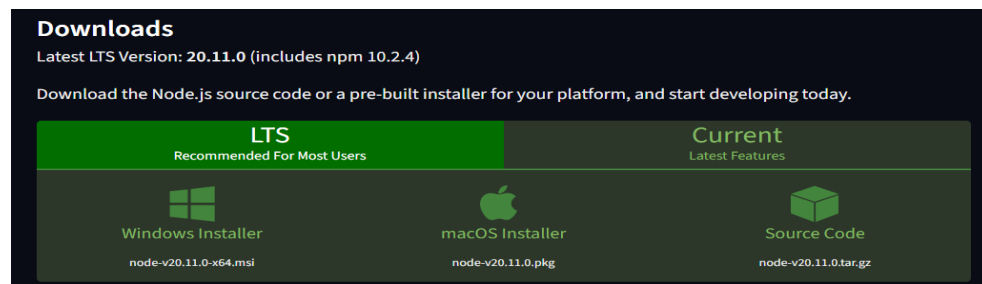 Downloads
Latest LTS Version: 20.11.0 (includes npm 10.2.4)
Download the Node.js source code or a pre-built installer for your platform, and start developing today.
LTS
Recommended For Most Users
Current
Latest Features
Windows Installer
node-v20.11.0-x64.msi
macOS Installer
node-v20.11.0.pkg
Source Code
node-v20.11.0.tar.gz